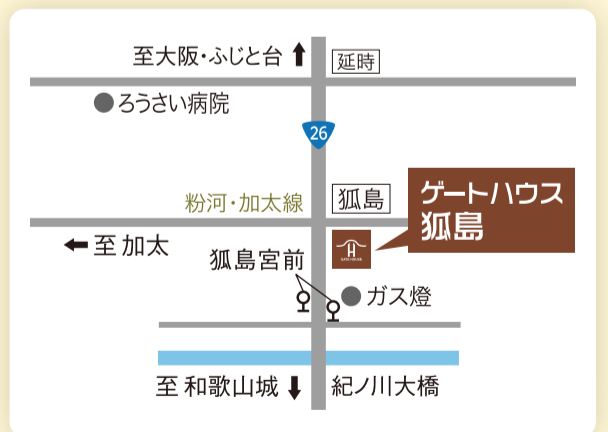 至大阪・ふじと台
延時
ろうさい病院
26
粉河・加太線
狐島
ゲートハウス
狐島
至 加太
狐島宮前
GATE HOUSE
ガス燈
至 和歌山城
紀ノ川大橋